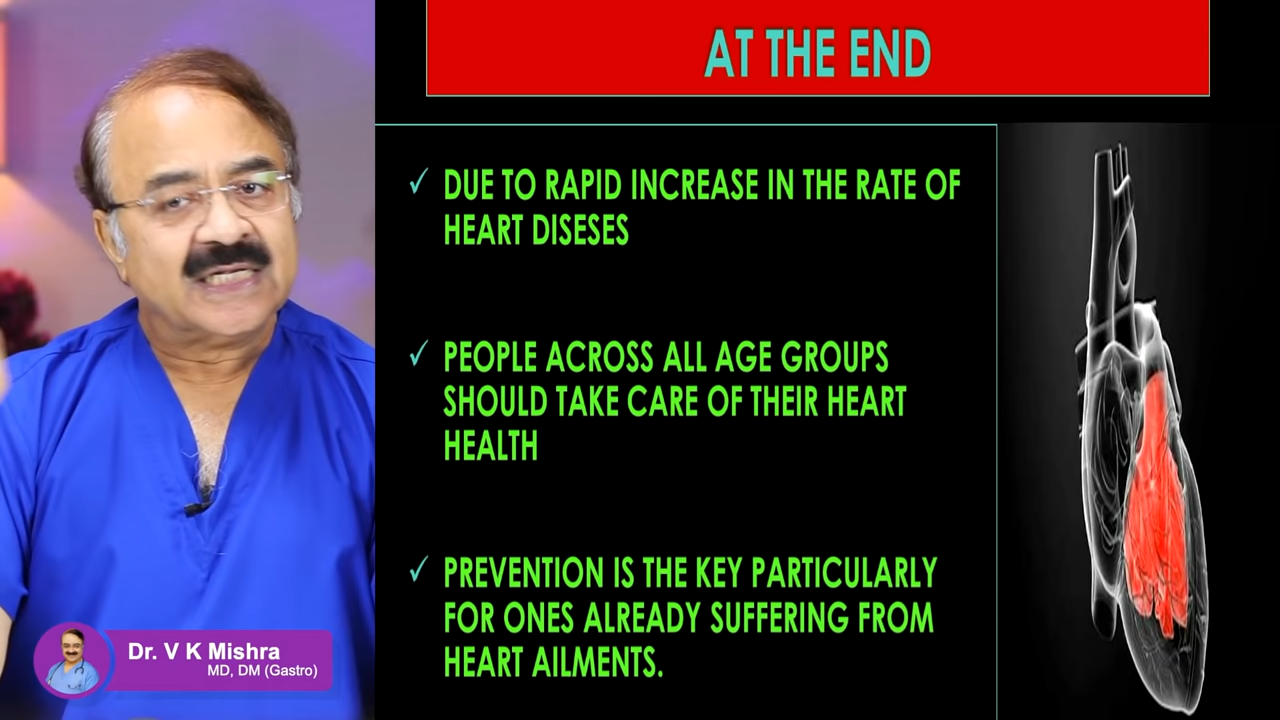 AT THE END
✓ DUE TO RAPID INCREASE IN THE RATE OF
HEART DISESES
✓ PEOPLE ACROSS ALL AGE GROUPS
SHOULD TAKE CARE OF THEIR HEART
HEALTH
✓ PREVENTION IS THE KEY PARTICULARLY
FOR ONES ALREADY SUFFERING FROM
HEART AILMENTS.
Dr. V K Mishra
MD, DM (Gastro)